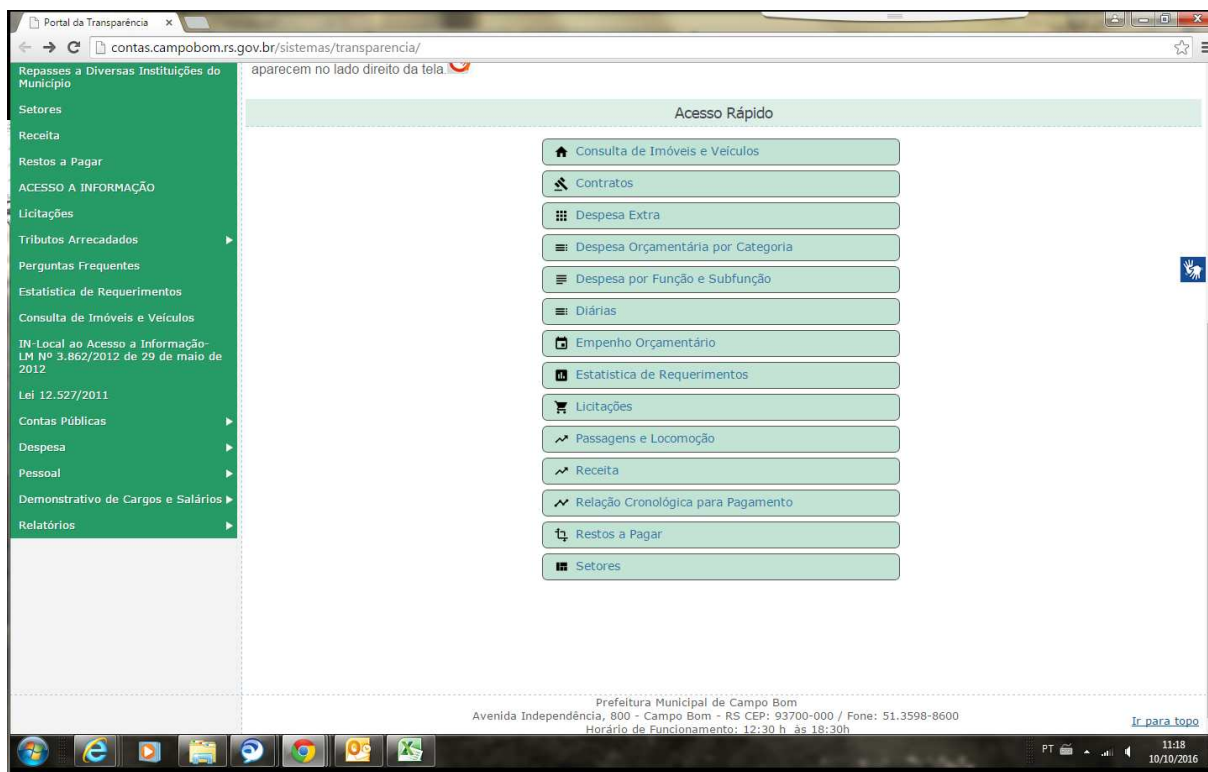 Portal da Transparência
contas.campobom.rs.gov.br/sistemas/transparencia/
Repasses a Diversas Instituições do
Município
Setores
Receita
Restos a Pagar
ACESSO A INFORMAÇÃO
Licitações
Tributos Arrecadados
Perguntas Frequentes
Estatística de Requerimentos
Consulta de Imóveis e Veículos
IN-Local ao Acesso a Informação-
LM Nº 3.862/2012 de 29 de maio de
2012
Lei 12.527/2011
Contas Públicas
Despesa
Pessoal
Demonstrativo de Cargos e Salários
Relatórios
aparecem no lado direito da tela.
Acesso Rápido
Consulta de Imóveis e Veículos
Contratos
Despesa Extra
Despesa Orçamentária por Categoria
Despesa por Função e Subfunção
Diárias
Empenho Orçamentário
Estatistica de Requerimentos
Licitações
Passagens e Locomoção
Receita
Relação Cronológica para Pagamento
Restos a Pagar
Setores
Prefeitura Municipal de Campo Bom
Avenida Independência, 800 - Campo Bom - RS CEP: 93700-000 / Fone: 51.3598-8600
Horário de Funcionamento: 12:30 h às 18:30h
Ir para topo
PT
11:18
10/10/2016